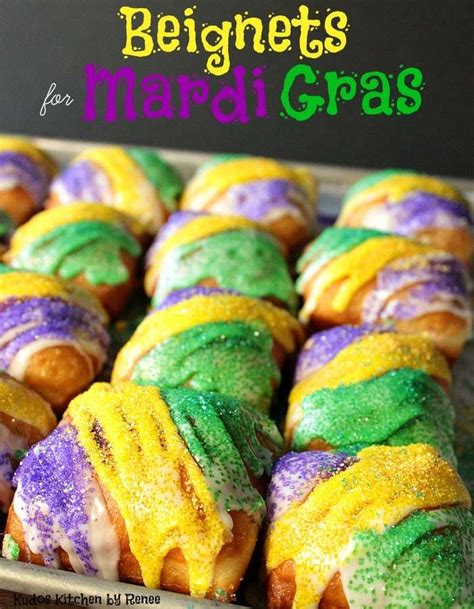 Beignets
for Mardi Gras
Kudos Kitchen by Renee